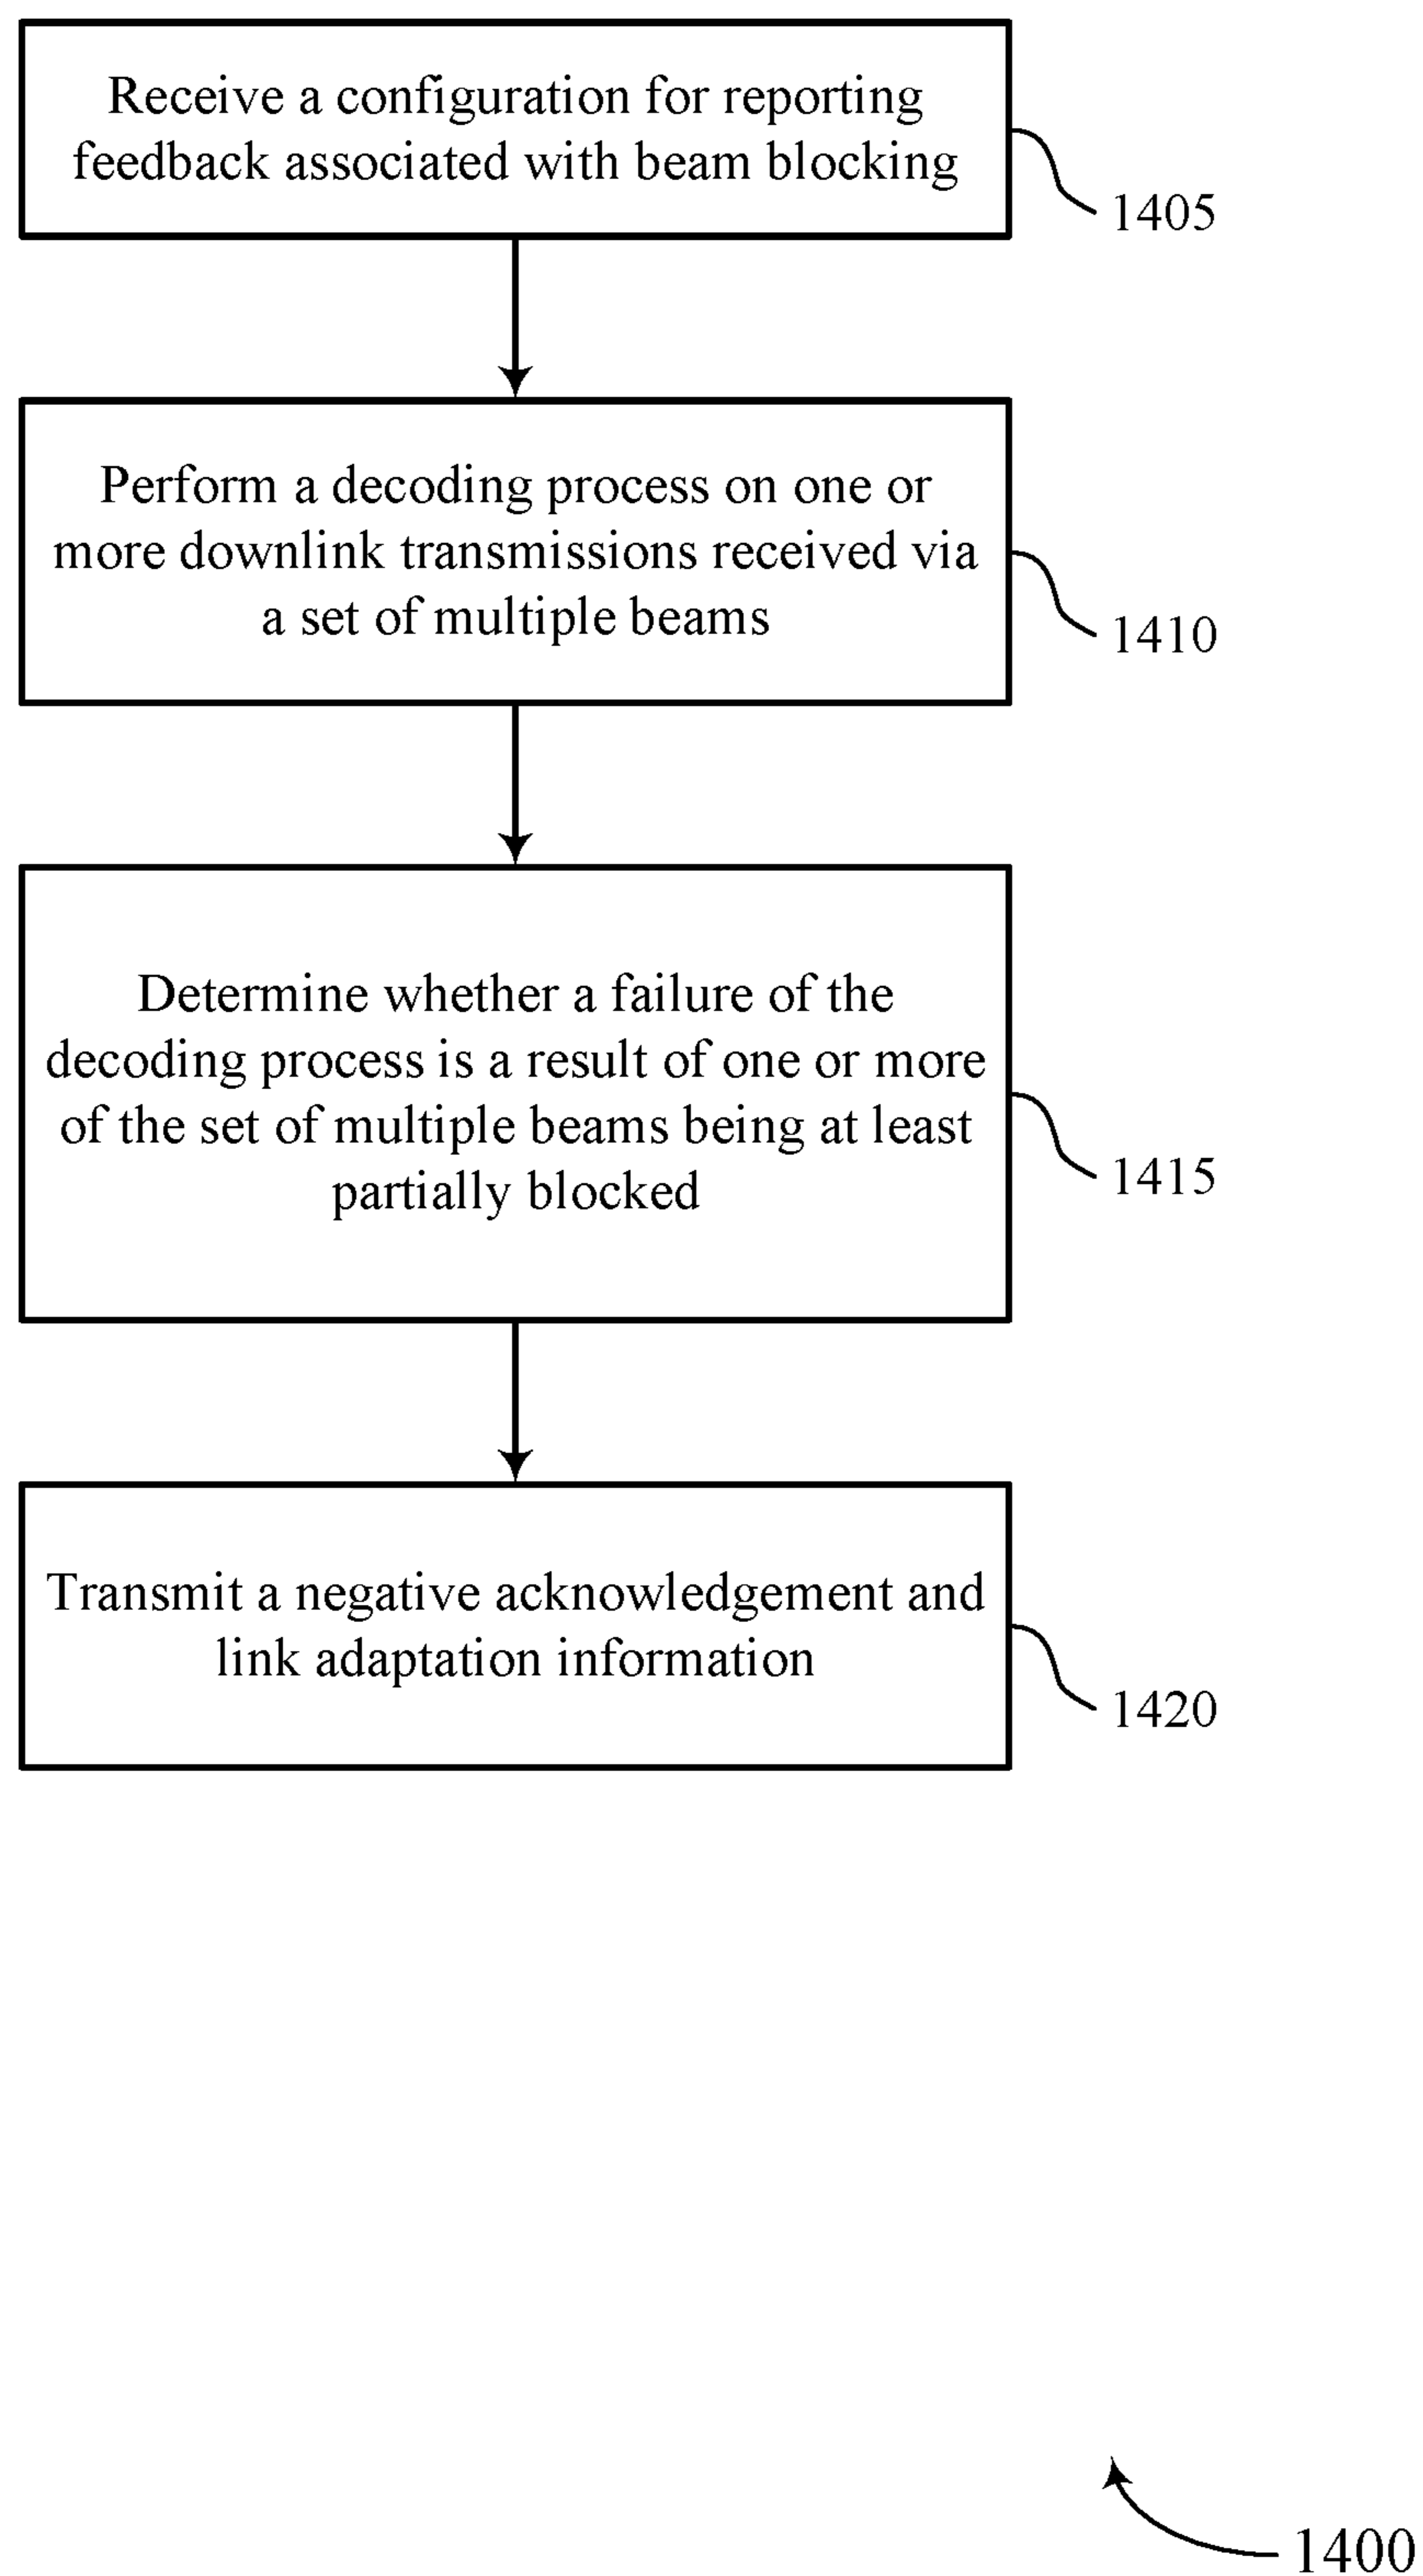 Receive a configuration for reporting
feedback associated with beam blocking
1405
Perform a decoding process on one or
more downlink transmissions received via
a set of multiple beams
1410
Determine whether a failure of the
decoding process is a result of one or more
of the set of multiple beams being at least
partially blocked
1415
Transmit a negative acknowledgement and
link adaptation information
1420
1400